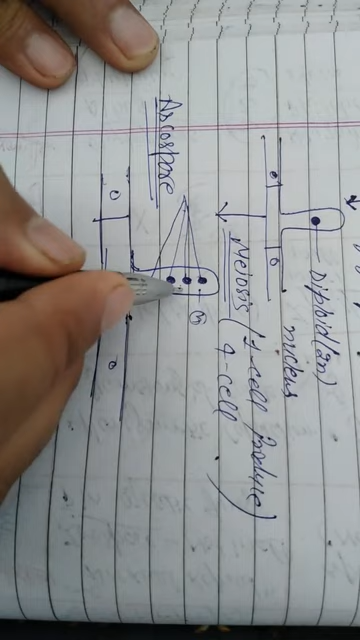 Diploid(2n)
nucleus
Meiosis (1-cell Produce)
4-cell
n
Ascospore